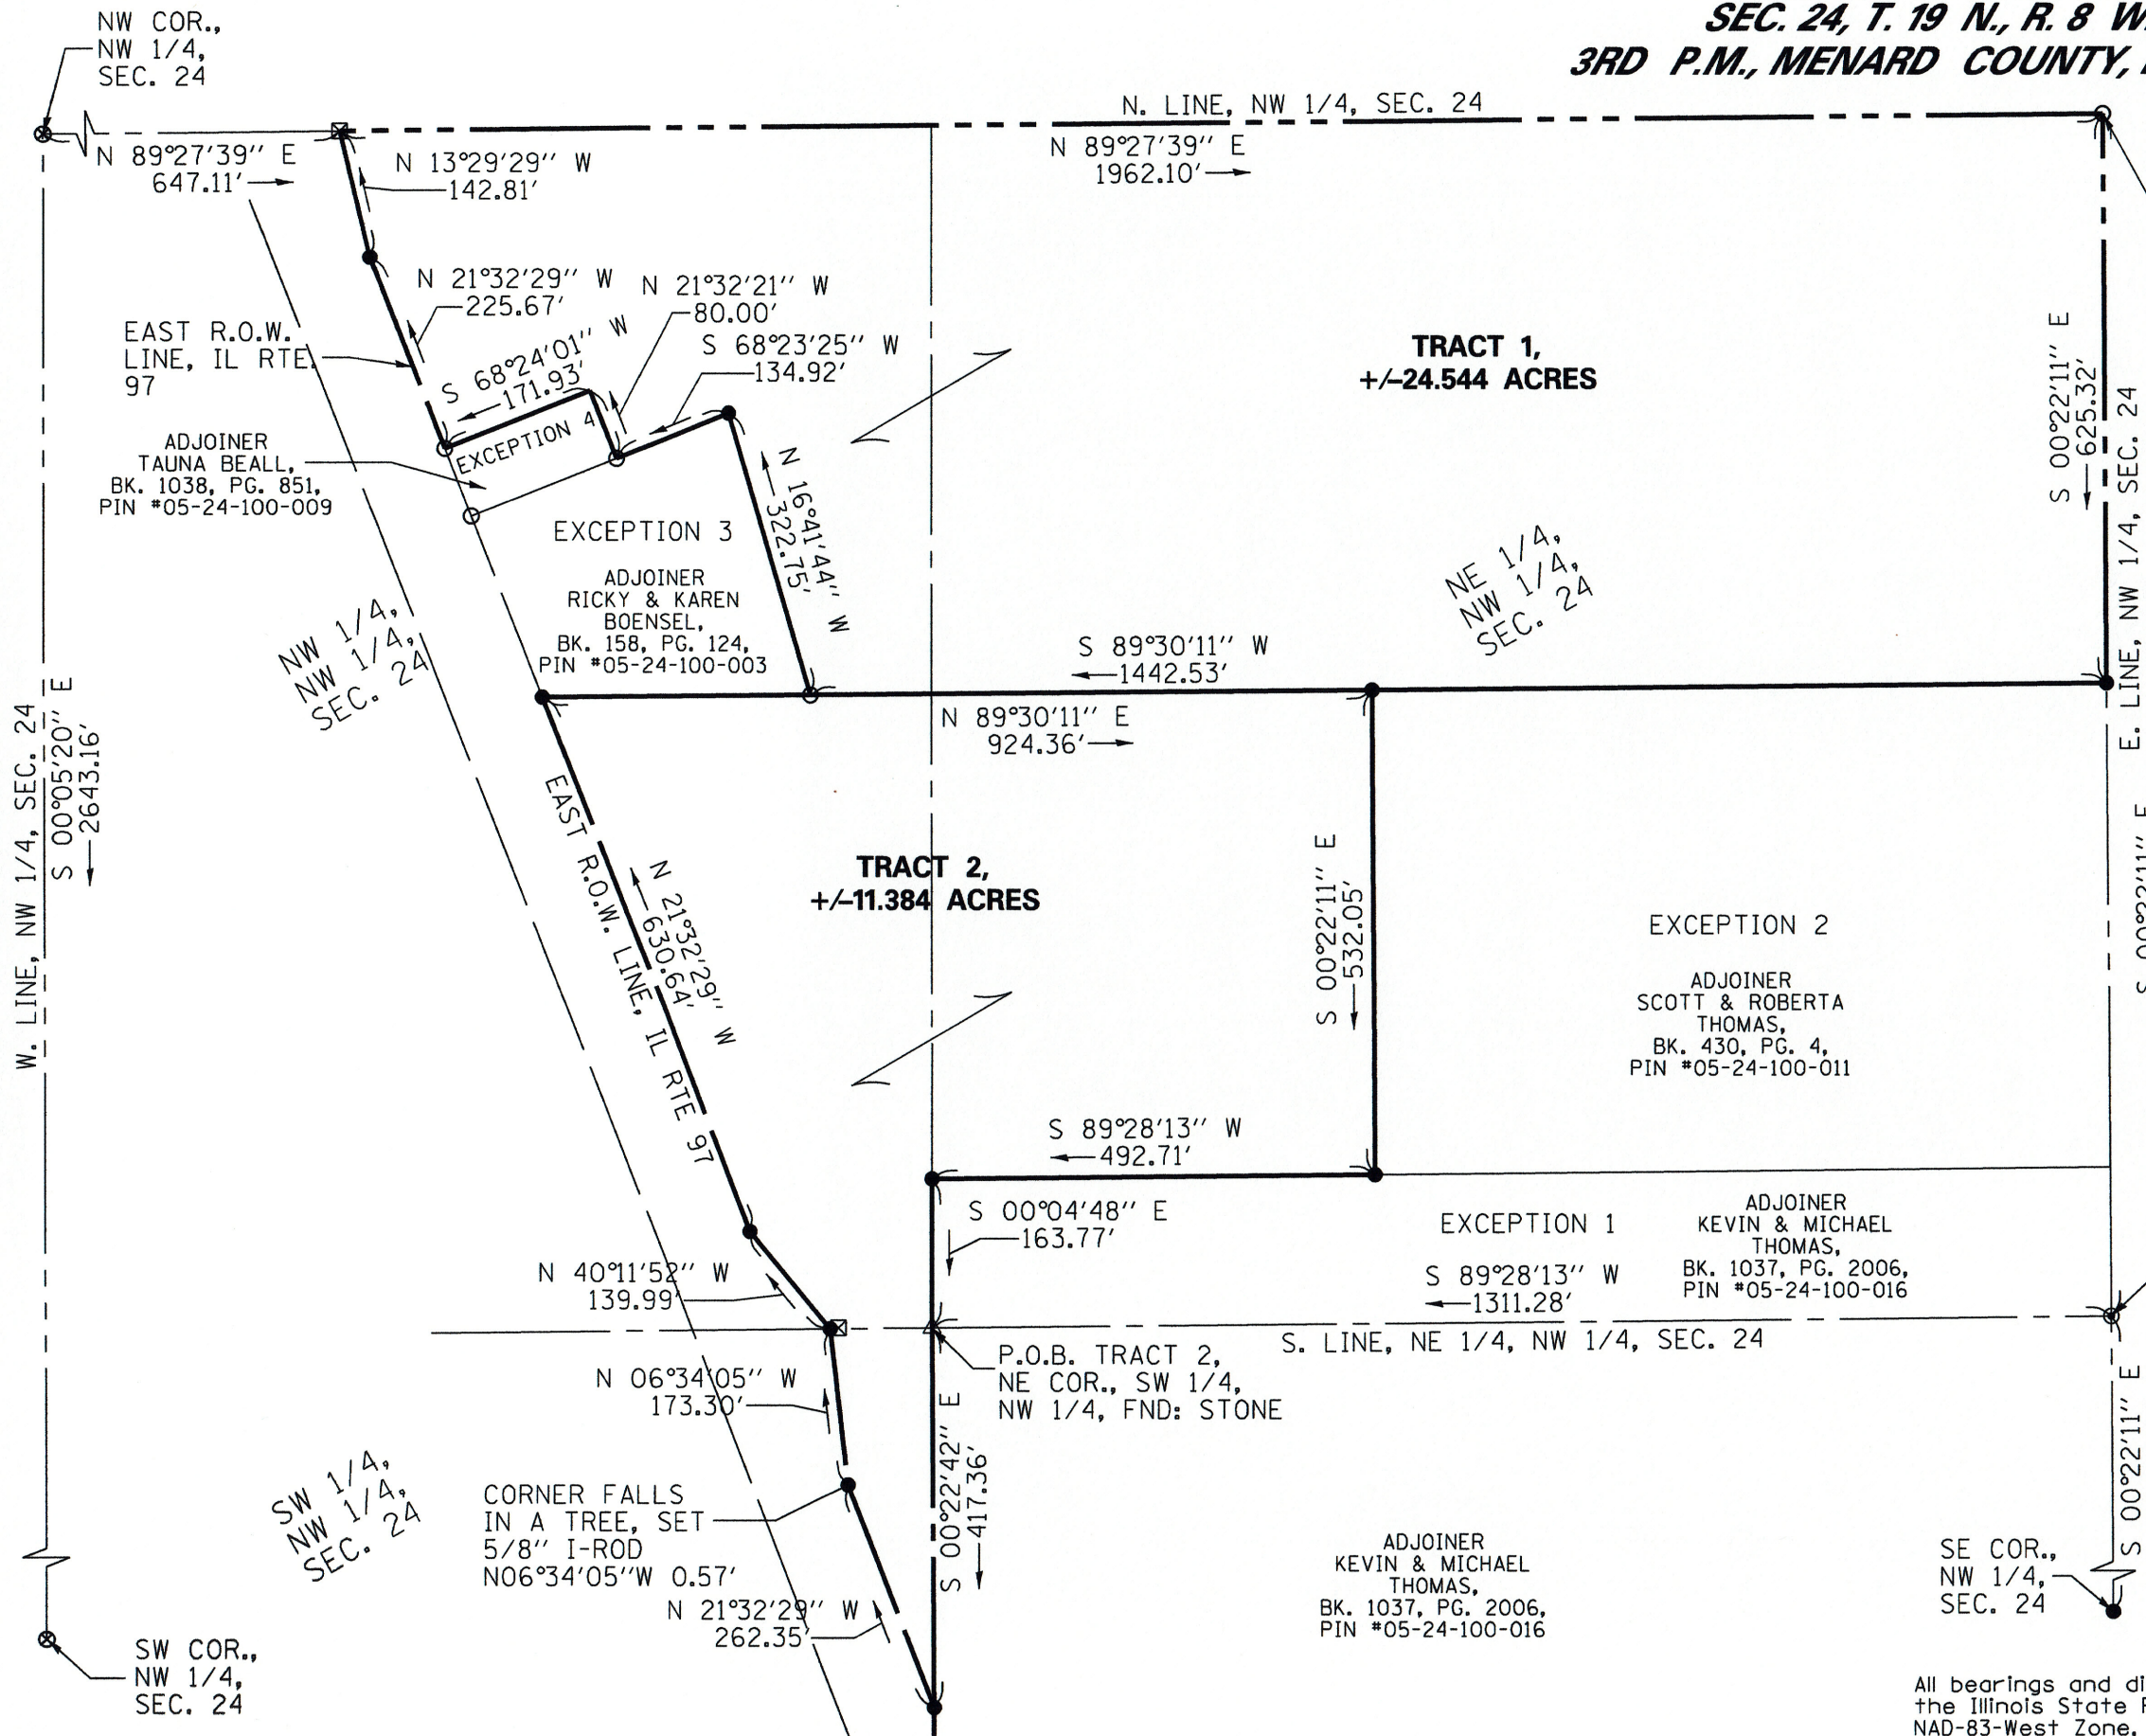 SEC. 24, T. 19 N., R. 8 W.
3RD P.M., MENARD COUNTY,
NW COR.,
NW 1/4,
SEC. 24
N. LINE, NW 1/4, SEC. 24
N 89°27'39" E
647.11'
N 13°29'29" W
142.81'
N 89°27'39" E
1962.10'
N 21°32'29" W
225.67'
N 21°32'21" W
80.00'
EAST R.O.W.
LINE, IL RTE.
97
S 68°24'01" W
171.93'
S 68°23'25" W
134.92'
TRACT 1,
+/-24.544 ACRES
S 00°22'11" E
625.32'
E. LINE, NW 1/4, SEC. 24
ADJOINER
TAUNA BEALL,
BK. 1038, PG. 851,
PIN #05-24-100-009
EXCEPTION 4
N 16°41'44" W
322.75'
EXCEPTION 3
ADJOINER
RICKY & KAREN
BOENSEL,
BK. 158, PG. 124,
PIN #05-24-100-003
NE 1/4,
NW 1/4,
SEC. 24
NW 1/4,
NW 1/4,
SEC. 24
S 89°30'11" W
1442.53'
N 89°30'11" E
924.36'
W. LINE, NW 1/4, SEC. 24
S 00°05'20" E
2643.16'
EAST R.O.W. LINE, IL RTE 97
N 21°32'29" W
630.64'
TRACT 2,
+/-11.384 ACRES
S 00°22'11" E
532.05'
EXCEPTION 2
ADJOINER
SCOTT & ROBERTA
THOMAS,
BK. 430, PG. 4,
PIN #05-24-100-011
S 00°22'11" E
S 89°28'13" W
492.71'
S 00°04'48" E
163.77'
EXCEPTION 1
ADJOINER
KEVIN & MICHAEL
THOMAS,
BK. 1037, PG. 2006,
PIN #05-24-100-016
N 40°11'52" W
139.99'
S 89°28'13" W
1311.28'
S. LINE, NE 1/4, NW 1/4, SEC. 24
P.O.B. TRACT 2,
NE COR., SW 1/4,
NW 1/4, FND: STONE
N 06°34'05" W
173.30'
S 00°22'42" E
417.36'
S 00°22'11" E
SW 1/4,
NW 1/4,
SEC. 24
CORNER FALLS
IN A TREE, SET
5/8" I-ROD
N06°34'05"W 0.57'
N 21°32'29" W
262.35'
ADJOINER
KEVIN & MICHAEL
THOMAS,
BK. 1037, PG. 2006,
PIN #05-24-100-016
SE COR.,
NW 1/4,
SEC. 24
SW COR.,
NW 1/4,
SEC. 24
All bearings and
the Illinois State
NAD-83-West Zone.